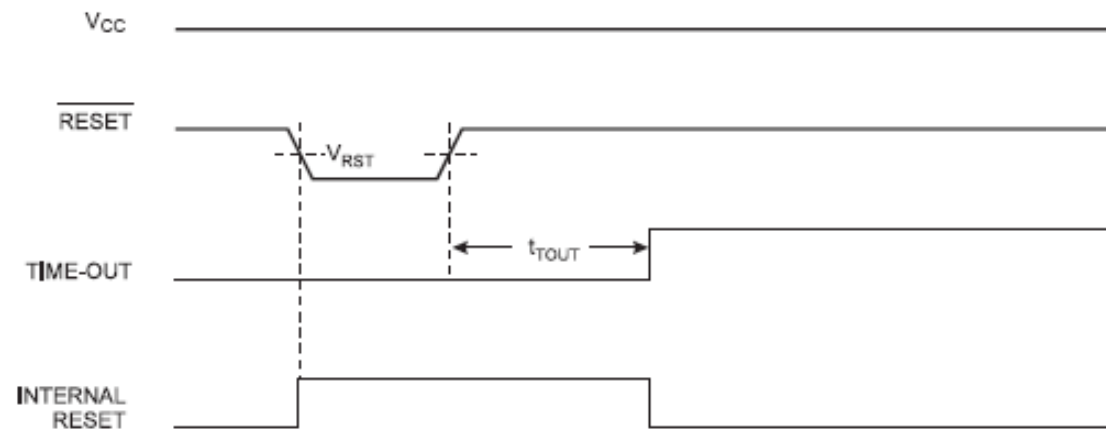 VCC
RESET
VRST
tTOUT
TIME-OUT
INTERNAL
RESET